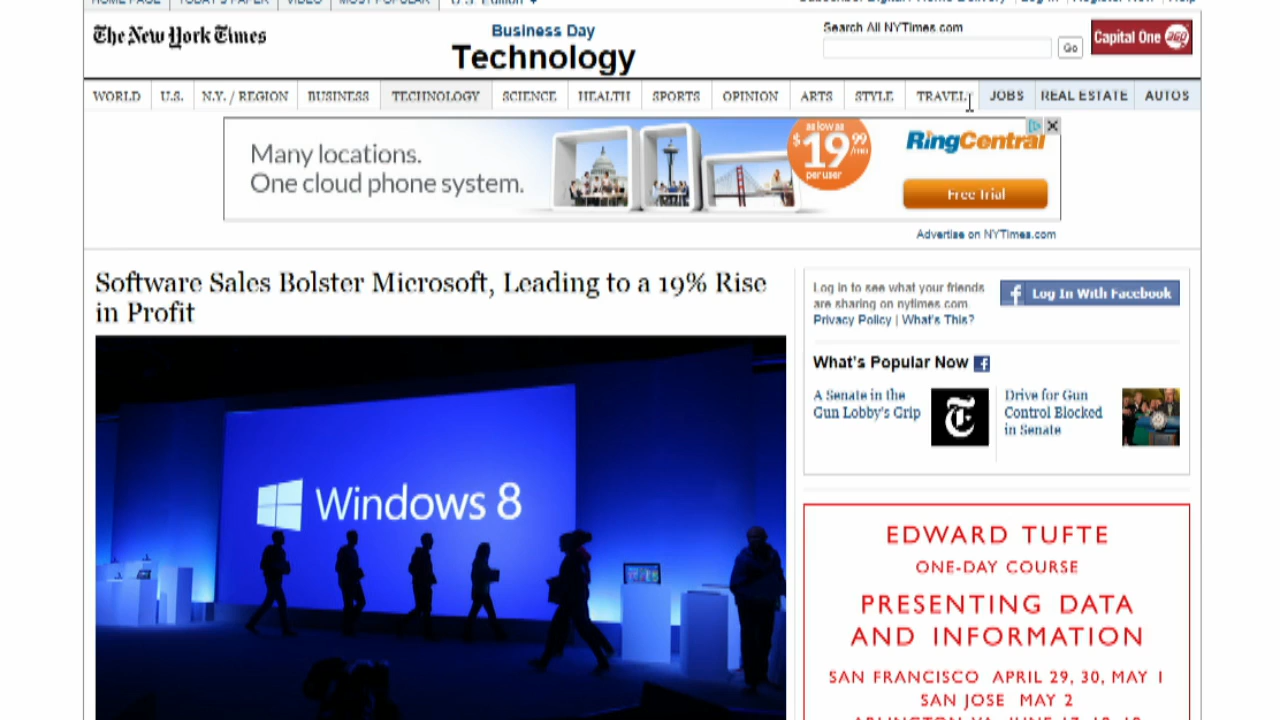 HOME PAGE TODAY'S PAPER VIDEO MOST POPULAR U.S. Edition
Subscribe: Digital / Home Delivery Log In Register Now Help
The New York Times
Business Day
Technology
Search All NYTimes.com
Go
Capital One 360
WORLD U.S. N.Y. / REGION BUSINESS TECHNOLOGY SCIENCE HEALTH SPORTS OPINION ARTS STYLE TRAVEL JOBS REAL ESTATE AUTOS
Many locations.
One cloud phone system.
as low as
$19.99
/mo
per user
RingCentral
Free Trial
Advertise on NYTimes.com
Software Sales Bolster Microsoft, Leading to a 19% Rise
in Profit
Windows 8
Log in to see what your friends
are sharing on nytimes.com.
Privacy Policy | What's This?
f Log In With Facebook
What's Popular Now f
A Senate in the
Gun Lobby's Grip
T
Drive for Gun
Control Blocked
in Senate
EDWARD TUFTE
ONE-DAY COURSE
PRESENTING DATA
AND INFORMATION
SAN FRANCISCO APRIL 29, 30, MAY 1
SAN JOSE MAY 2